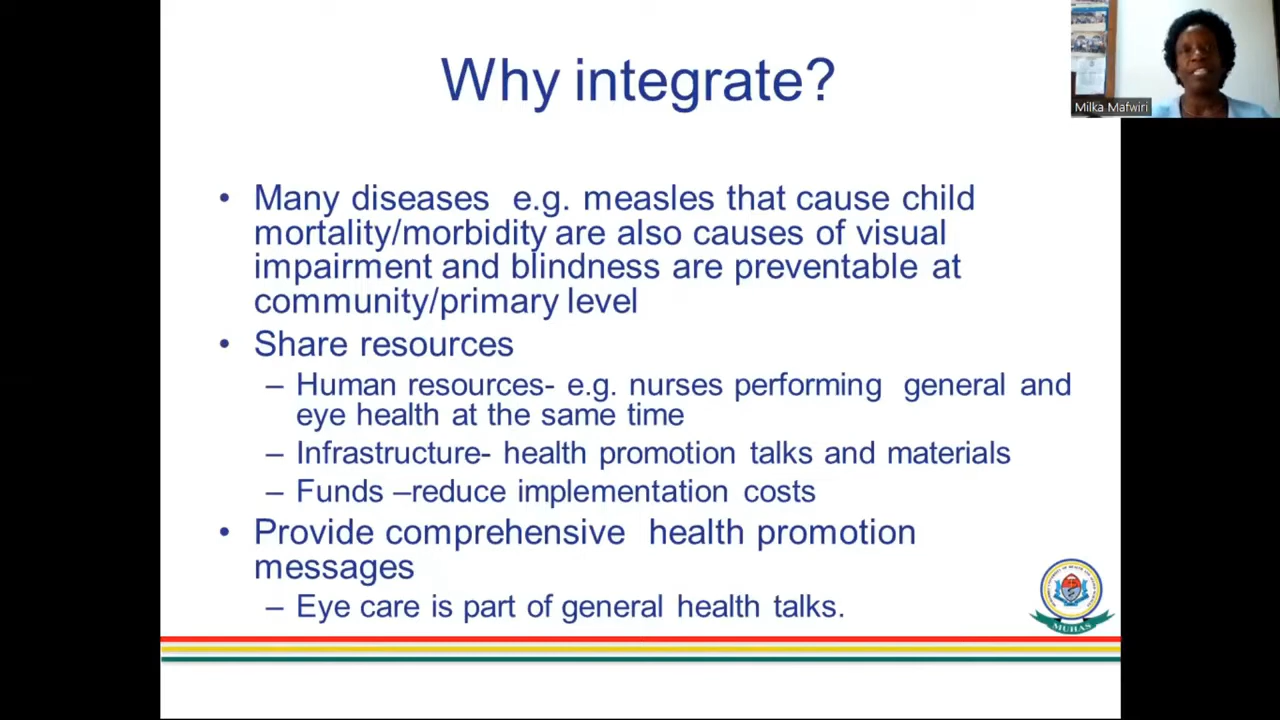 Why integrate?
Milka Mafwiri
• Many diseases e.g. measles that cause child
mortality/morbidity are also causes of visual
impairment and blindness are preventable at
community/primary level
• Share resources
– Human resources- e.g. nurses performing general and
eye health at the same time
– Infrastructure- health promotion talks and materials
– Funds –reduce implementation costs
• Provide comprehensive health promotion
messages
– Eye care is part of general health talks.
MUHAS